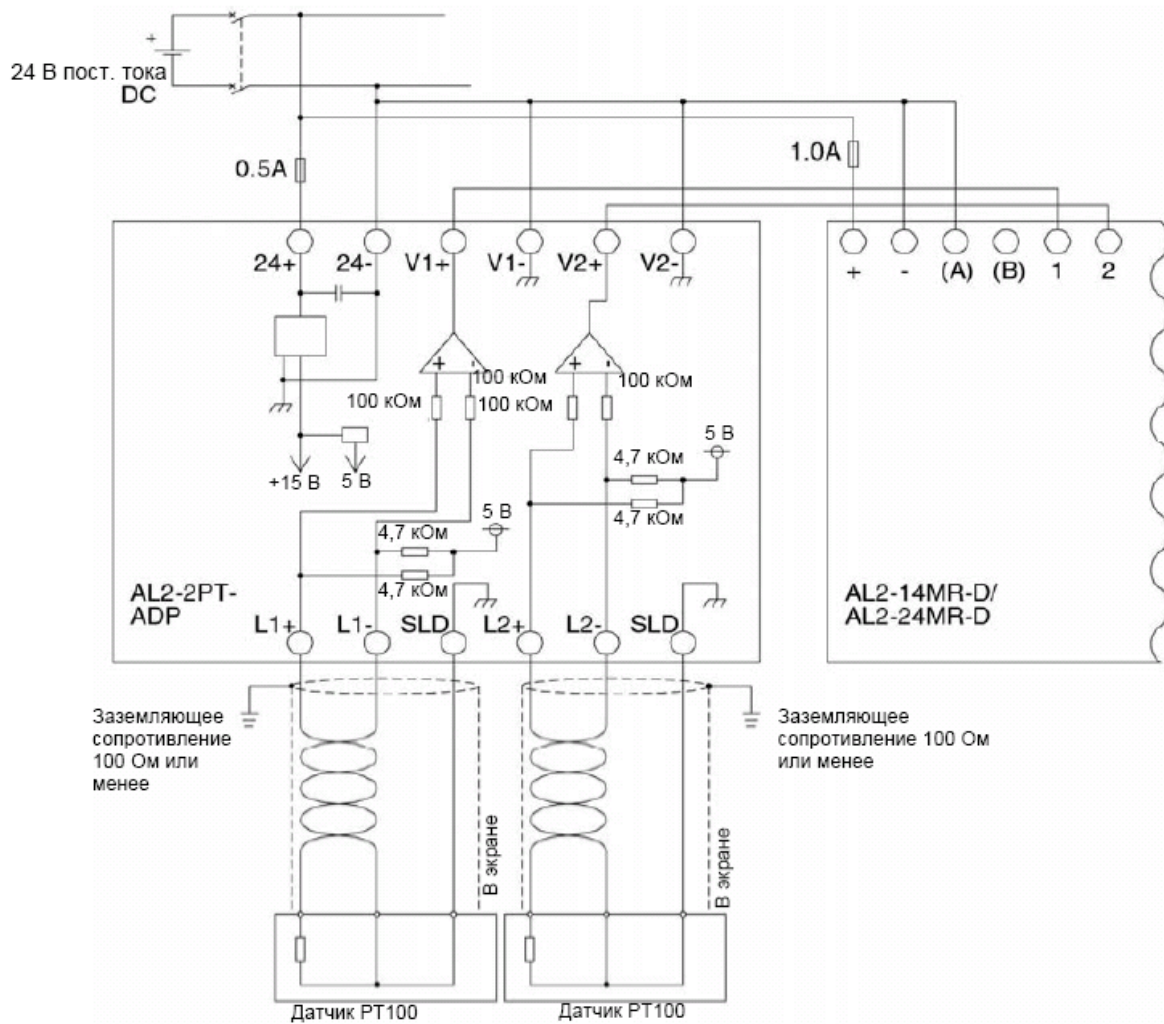 +
24 В пост. тока
DC
0.5A
1.0A
24+ 24- V1+ V1- V2+ V2-
+ - (A) (B) 1 2
+ -
+ -
100 кОм
100 кОм
100 кОм
100 кОм
5 В
4,7 кОм
4,7 кОм
+15 В
5 В
5 В
4,7 кОм
4,7 кОм
AL2-2PT-
ADP
AL2-14MR-D/
AL2-24MR-D
L1+ L1- SLD L2+ L2- SLD
Заземляющее
сопротивление
100 Ом или
менее
Заземляющее
сопротивление 100 Ом
или менее
В экране
В экране
Датчик PT100
Датчик PT100